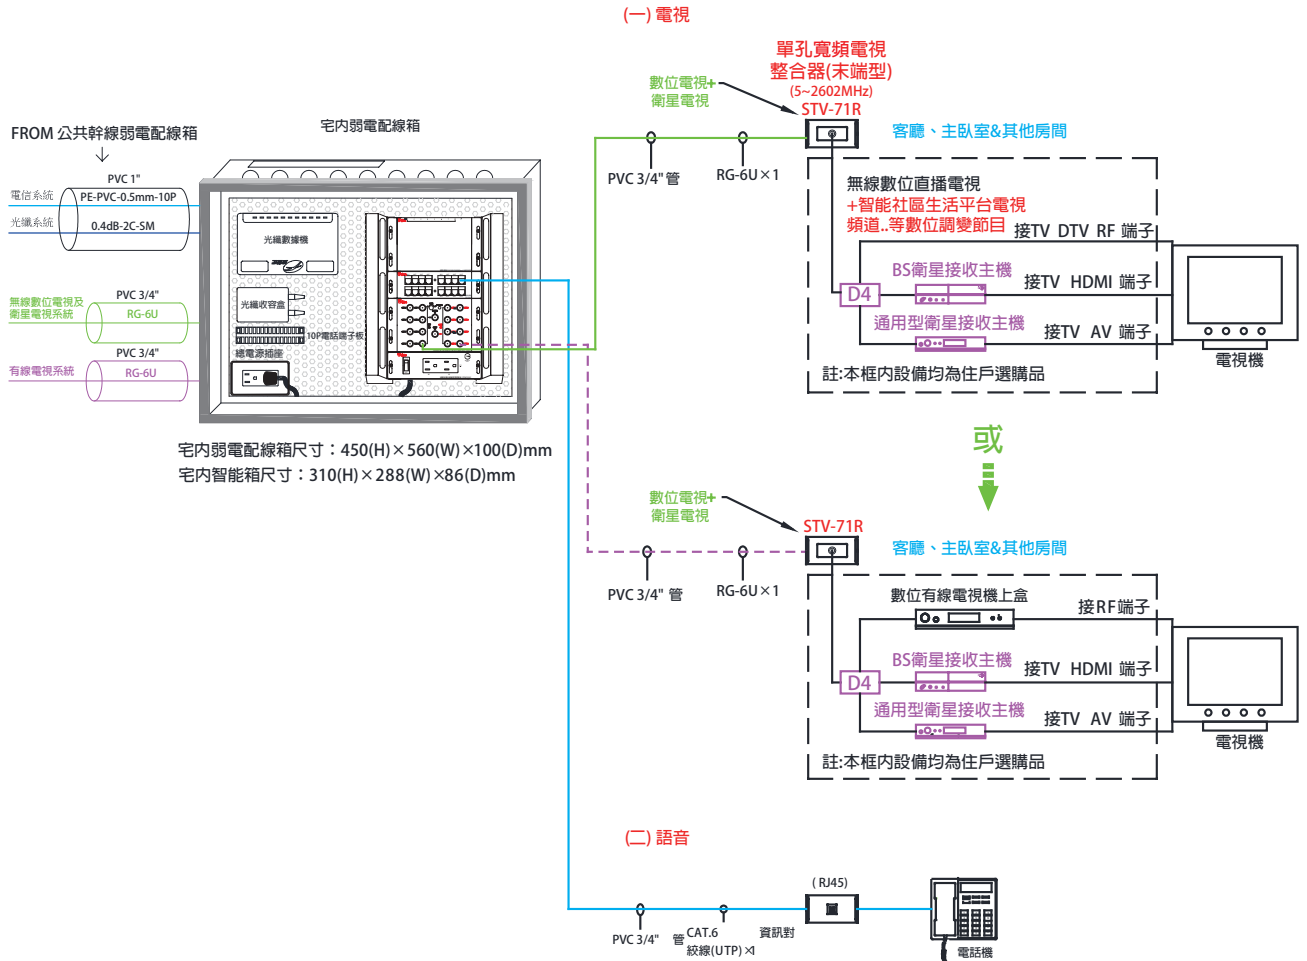 (一) 電視
單孔寬頻電視
整合器(末端型)
(5~2602MHz)
STV-71R
數位電視+
衛星電視
客廳、主臥室&其他房間
PVC 3/4" 管
RG-6U×1
FROM 公共幹線弱電配線箱
宅内弱電配線箱
PVC 1"
電信系統
PE-PVC-0.5mm-10P
光纖系統
0.4dB-2C-SM
無線數位電視及
衛星電視系統
PVC 3/4"
RG-6U
有線電視系統
PVC 3/4"
RG-6U
光纖數據機
光纖收容盒
10P電話端子板
總電源插座
宅内弱電配線箱尺寸：450(H)×560(W)×100(D)mm
宅内智能箱尺寸：310(H)×288(W)×86(D)mm
無線數位直播電視
+智能社區生活平台電視
頻道..等數位調變節目
接TV DTV RF 端子
BS衛星接收主機
接TV HDMI 端子
D4
通用型衛星接收主機
接TV AV 端子
電視機
註:本框内設備均為住戶選購品
或
數位電視+
衛星電視
STV-71R
客廳、主臥室&其他房間
PVC 3/4" 管
RG-6U×1
數位有線電視機上盒
接RF端子
BS衛星接收主機
接TV HDMI 端子
D4
通用型衛星接收主機
接TV AV 端子
電視機
註:本框内設備均為住戶選購品
(二) 語音
( RJ45)
PVC 3/4" 管
CAT.6
絞線(UTP)×1
資訊對
電話機